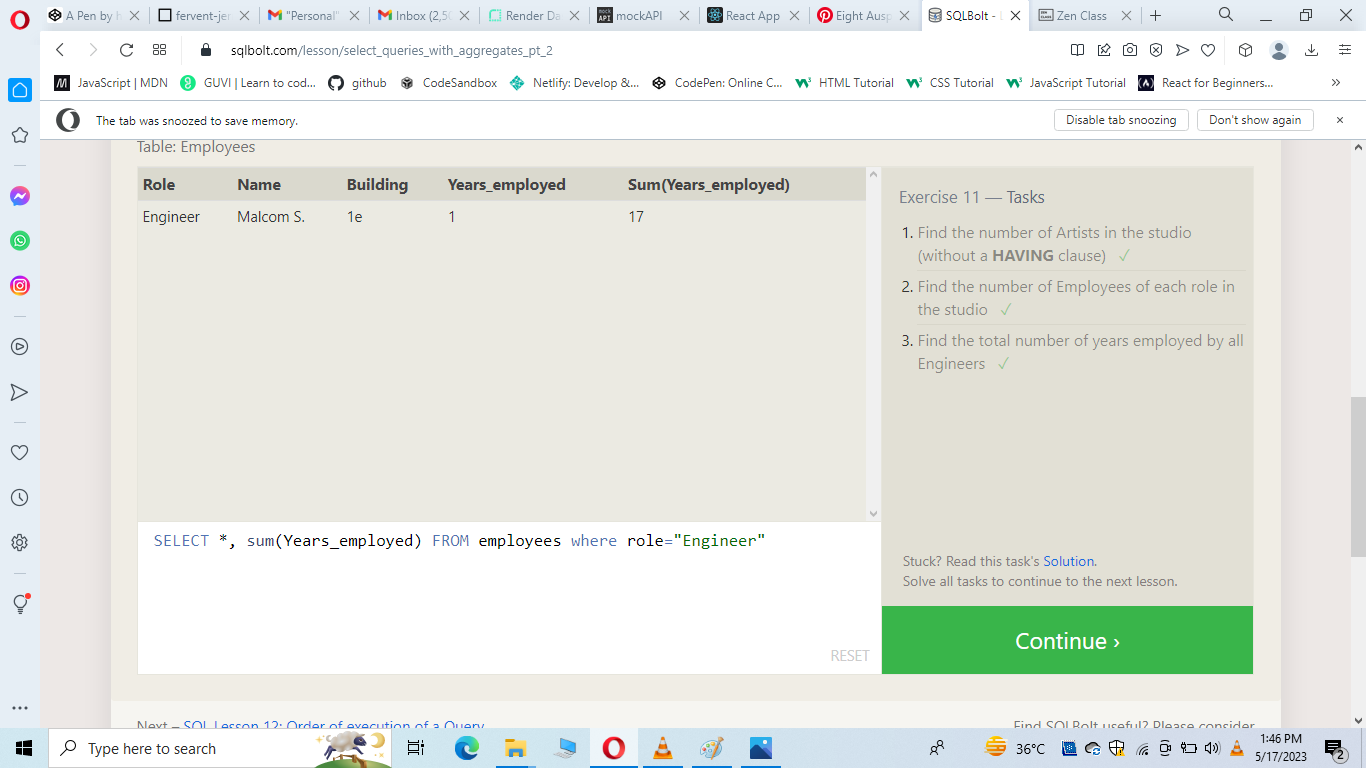 A Pen by h
fervent-jer
"Personal"
Inbox (2,5
Render Da
mockAPI
React App
Eight Ausp
SQLBolt - L
Zen Class
sqlbolt.com/lesson/select_queries_with_aggregates_pt_2
JavaScript | MDN
GUVI | Learn to cod...
github
CodeSandbox
Netlify: Develop &...
CodePen: Online C...
HTML Tutorial
CSS Tutorial
JavaScript Tutorial
React for Beginners...
The tab was snoozed to save memory.
Disable tab snoozing
Don't show again
Table: Employees
Role Name Building Years_employed Sum(Years_employed)
Engineer Malcom S. 1e 1 17
SELECT *, sum(Years_employed) FROM employees where role="Engineer"
RESET
Exercise 11 — Tasks
1. Find the number of Artists in the studio
(without a HAVING clause) ✓
2. Find the number of Employees of each role in
the studio ✓
3. Find the total number of years employed by all
Engineers ✓
Stuck? Read this task's Solution.
Solve all tasks to continue to the next lesson.
Continue ›
Next – SQL Lesson 12: Order of execution of a Query
Find SQLBolt useful? Please consider
Type here to search
36°C
1:46 PM
5/17/2023
2